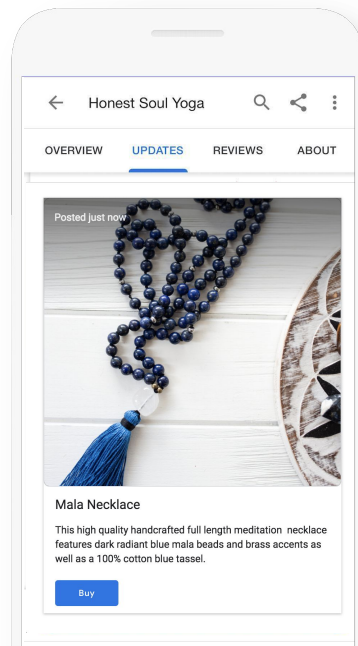 Honest Soul Yoga
OVERVIEW UPDATES REVIEWS ABOUT
Posted just now
Mala Necklace
This high quality handcrafted full length meditation necklace
features dark radiant blue mala beads and brass accents as
well as a 100% cotton blue tassel.
Buy